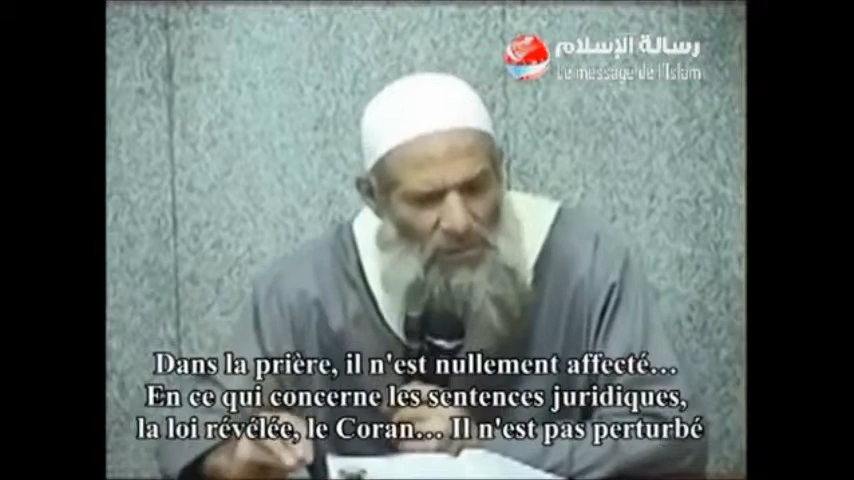 رسالة الإسلام
Le message de l'Islam
Dans la prière, il n'est nullement affecté...
En ce qui concerne les sentences juridiques,
la loi révélée, le Coran... Il n'est pas perturbé